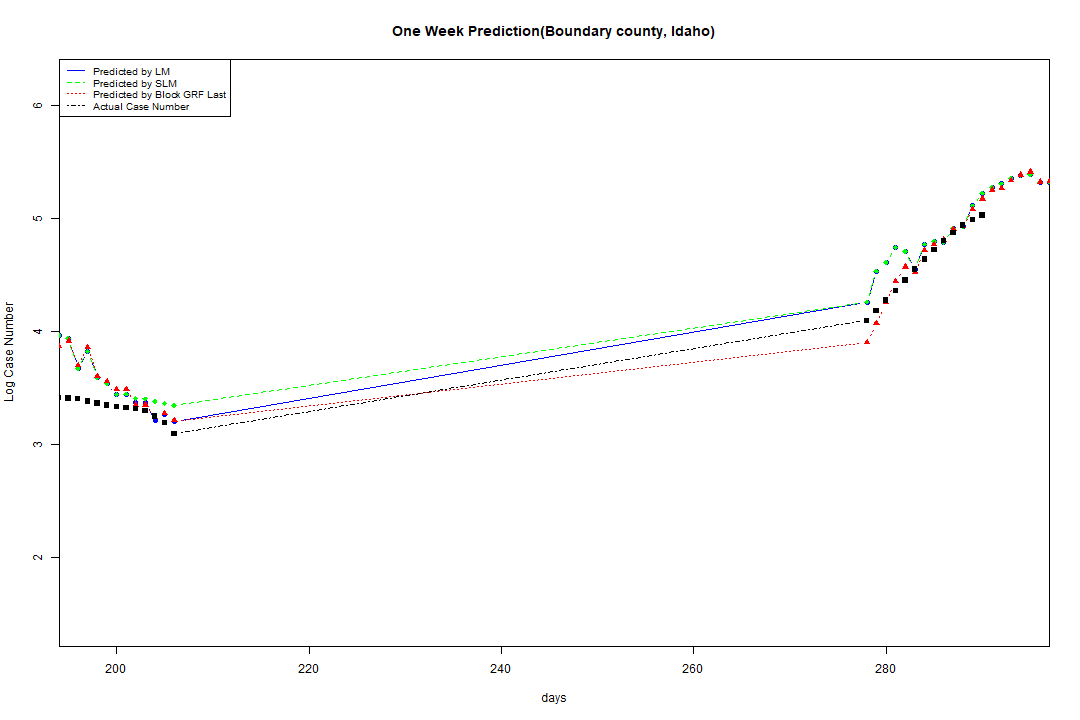 One Week Prediction(Boundary county, Idaho)
Predicted by LM
Predicted by SLM
Predicted by Block GRF Last
Actual Case Number
6
5
4
3
2
Log Case Number
200
220
240
260
280
days